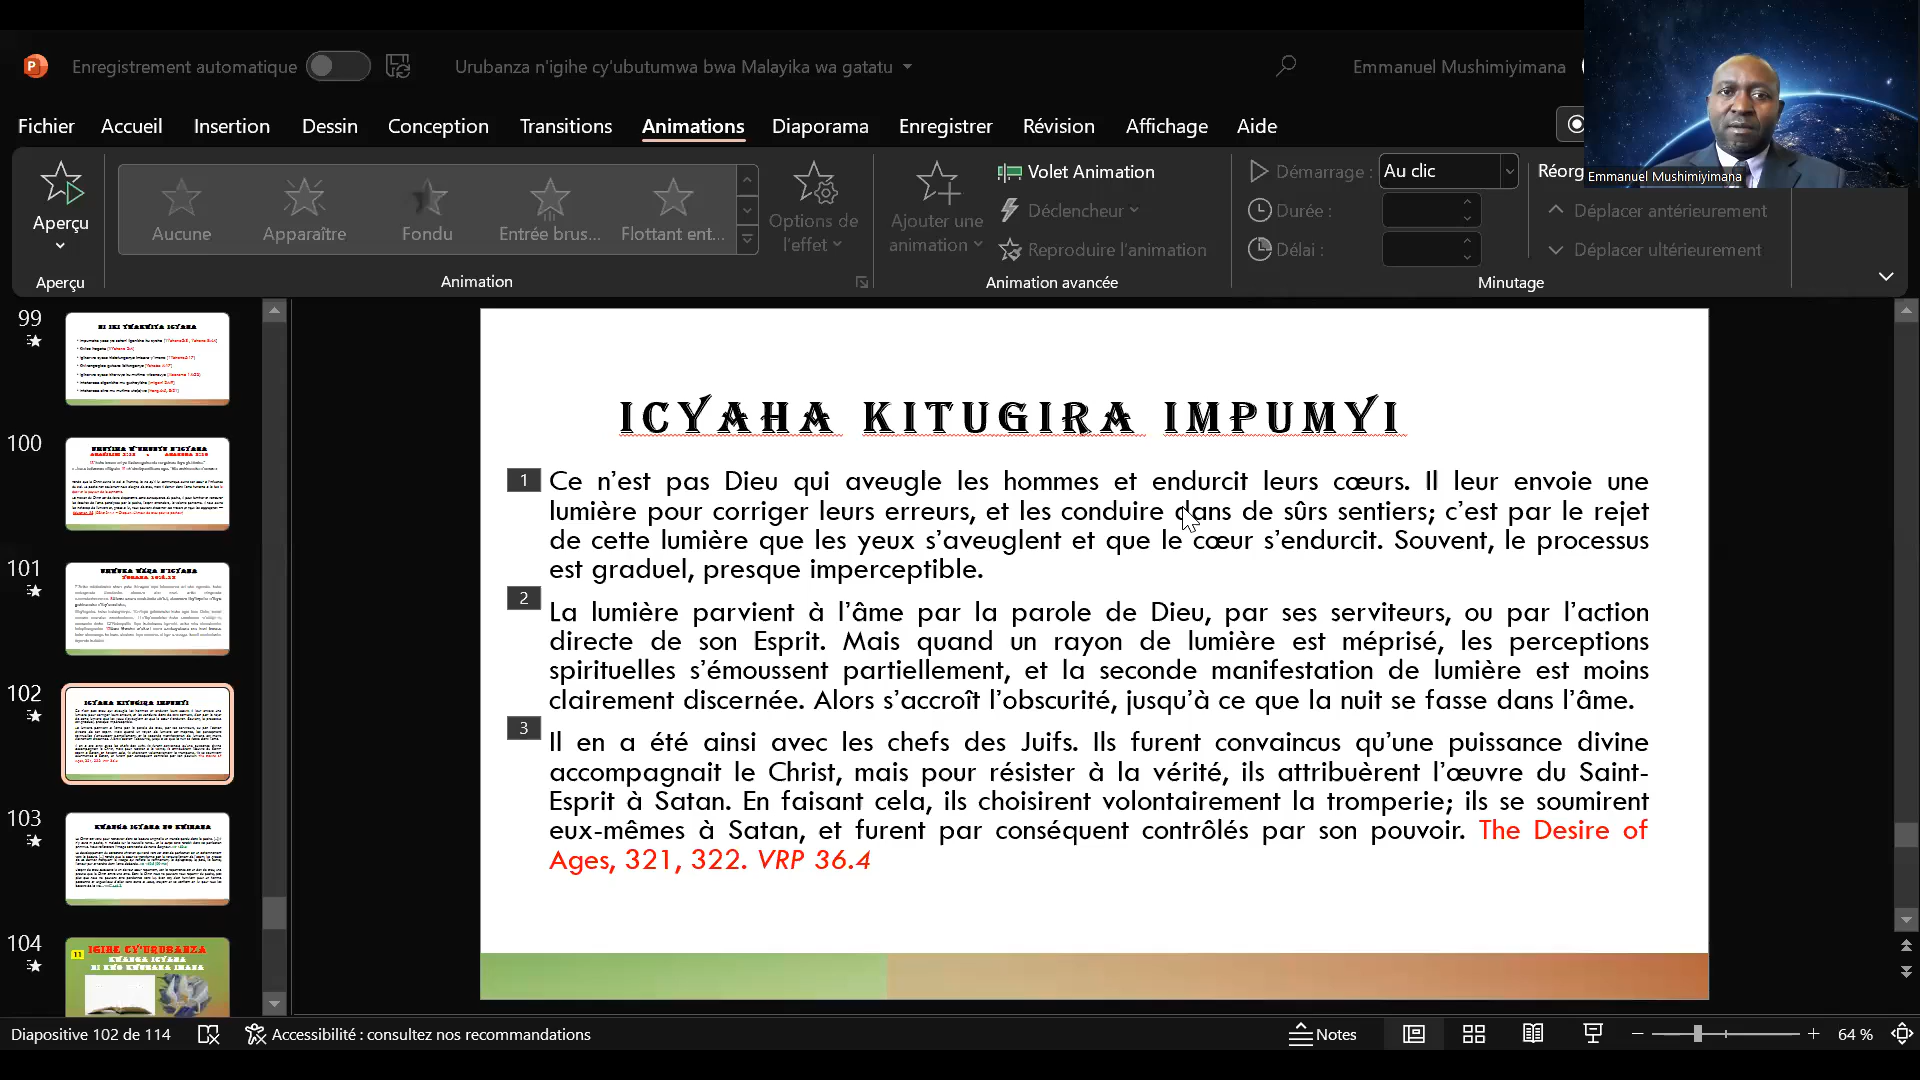 Enregistrement automatique
Urubanza n'igihe cy'ubutumwa bwa Malayika wa gatatu
Emmanuel Mushimiyimana
Fichier Accueil Insertion Dessin Conception Transitions Animations Diaporama Enregistrer Révision Affichage Aide
Emmanuel Mushimiyimana
Aperçu
Aucune Apparaître Fondu Entrée brus... Flottant ent...
Options de
l'effet
Ajouter une
animation
Volet Animation
Déclencheur
Reproduire l'animation
Démarrage : Au clic
Durée :
Délai :
Réorg
Déplacer antérieurement
Déplacer ultérieurement
Aperçu Animation Animation avancée Minutage
99
100
101
102
103
104
11 IGIHE CY'URUBANZA
ICYAHA KITUGIRA IMPUMYI
1 Ce n’est pas Dieu qui aveugle les hommes et endurcit leurs cœurs. Il leur envoie une
lumière pour corriger leurs erreurs, et les conduire dans de sûrs sentiers; c’est par le rejet
de cette lumière que les yeux s’aveuglent et que le cœur s’endurcit. Souvent, le processus
est graduel, presque imperceptible.
2 La lumière parvient à l’âme par la parole de Dieu, par ses serviteurs, ou par l’action
directe de son Esprit. Mais quand un rayon de lumière est méprisé, les perceptions
spirituelles s’émoussent partiellement, et la seconde manifestation de lumière est moins
clairement discernée. Alors s’accroît l’obscurité, jusqu’à ce que la nuit se fasse dans l’âme.
3 Il en a été ainsi avec les chefs des Juifs. Ils furent convaincus qu’une puissance divine
accompagnait le Christ, mais pour résister à la vérité, ils attribuèrent l’œuvre du Saint-
Esprit à Satan. En faisant cela, ils choisirent volontairement la tromperie; ils se soumirent
eux-mêmes à Satan, et furent par conséquent contrôlés par son pouvoir. The Desire of
Ages, 321, 322. VRP 36.4
Diapositive 102 de 114
Accessibilité : consultez nos recommandations
Notes
64 %